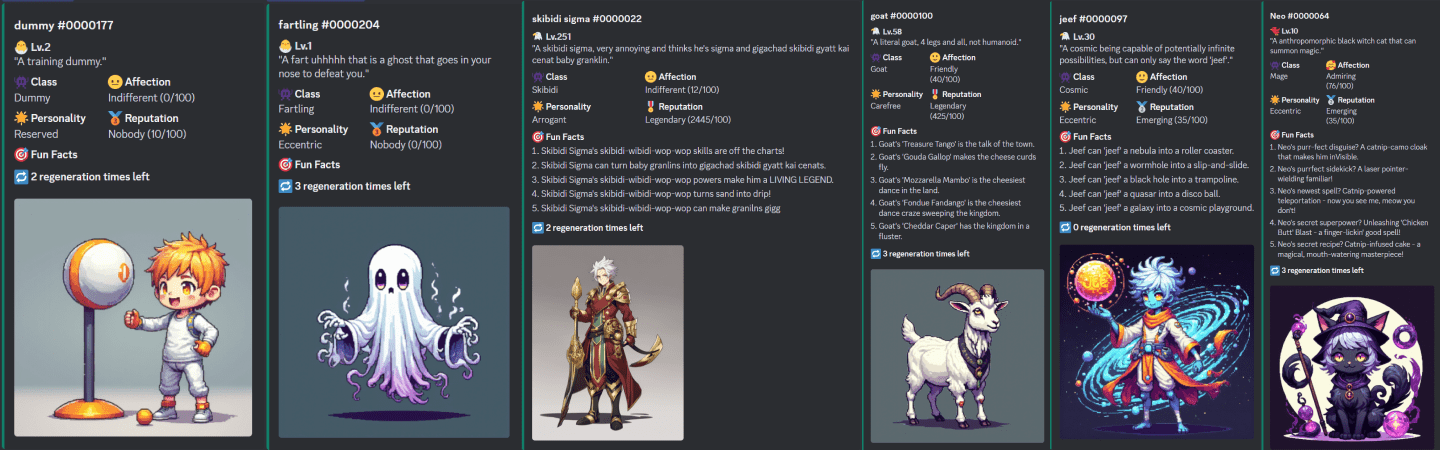 dummy #0000177
Lv.2
"A training dummy."
Class
Affection
Dummy
Indifferent (0/100)
Personality
Reputation
Reserved
Nobody (10/100)
Fun Facts
2 regeneration times left
fartling #0000204
Lv.1
"A fart uhhhhh that is a ghost that goes in your
nose to defeat you."
Class
Affection
Fartling
Indifferent (0/100)
Personality
Reputation
Eccentric
Nobody (0/100)
Fun Facts
3 regeneration times left
skibidi sigma #0000022
Lv.251
"A skibidi sigma, very annoying and thinks he's sigma and gigachad skibidi gyatt kai
cenat baby granklin."
Class
Affection
Skibidi
Indifferent (12/100)
Personality
Reputation
Arrogant
Legendary (2445/100)
Fun Facts
1. Skibidi Sigma's skibidi-wibidi-wop-wop skills are off the charts!
2. Skibidi Sigma can turn baby granlins into gigachad skibidi gyatt kai cenats.
3. Skibidi Sigma's skibidi-wibidi-wop-wop powers make him a LIVING LEGEND.
4. Skibidi Sigma's skibidi-wibidi-wop-wop turns sand into drip!
5. Skibidi Sigma's skibidi-wibidi-wop-wop can make granilns gigg
2 regeneration times left
goat #0000100
Lv.58
"A literal goat, 4 legs and all, not humanoid."
Class
Affection
Goat
Friendly
(40/100)
Personality
Reputation
Carefree
Legendary
(425/100)
Fun Facts
1. Goat's 'Treasure Tango' is the talk of the town.
2. Goat's 'Gouda Gallop' makes the cheese curds
fly.
3. Goat's 'Mozzarella Mambo' is the cheesiest
dance in the land.
4. Goat's 'Fondue Fandango' is the cheesiest
dance craze sweeping the kingdom.
5. Goat's 'Cheddar Caper' has the kingdom in a
fluster.
3 regeneration times left
jeef #0000097
Lv.30
"A cosmic being capable of potentially infinite
possibilities, but can only say the word 'jeef'."
Class
Affection
Cosmic
Friendly (40/100)
Personality
Reputation
Eccentric
Emerging (35/100)
Fun Facts
1. Jeef can 'jeef' a nebula into a roller coaster.
2. Jeef can 'jeef' a wormhole into a slip-and-slide.
3. Jeef can 'jeef' a black hole into a trampoline.
4. Jeef can 'jeef' a quasar into a disco ball.
5. Jeef can 'jeef' a galaxy into a cosmic playground.
0 regeneration times left
Neo #0000064
Lv.10
"A anthropomorphic black witch cat that can
summon magic."
Class
Affection
Mage
Admiring
(76/100)
Personality
Reputation
Eccentric
Emerging
(35/100)
Fun Facts
1. Neo's purr-fect disguise? A catnip-camo cloak
that makes him inVisible.
2. Neo's purrfect sidekick? A laser pointer-
wielding familiar!
3. Neo's newest spell? Catnip-powered
teleportation - now you see me, meow you
don't!
4. Neo's secret superpower? Unleashing 'Chicken
Butt' Blast - a finger-lickin' good spell!
5. Neo's secret recipe? Catnip-infused cake - a
magical, mouth-watering masterpiece!
3 regeneration times left